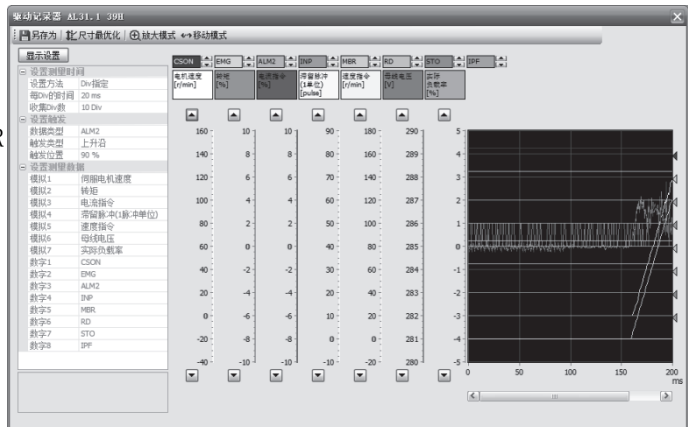 驱动记录器 AL31.1 39H
另存为 尺寸最优化 放大模式 移动模式
显示设置
设置测量时间
设置方法 Div指定
每Div的时间 20 ms
收集Div数 10 Div
设置触发
数据类型 ALM2
触发类型 上升沿
触发位置 90 %
设置测量数据
模拟1 伺服电机速度
模拟2 转矩
模拟3 电流指令
模拟4 滞留脉冲(1脉冲单位)
模拟5 速度指令
模拟6 母线电压
模拟7 实际负载率
数字1 CSON
数字2 EMG
数字3 ALM2
数字4 INP
数字5 MBR
数字6 RD
数字7 STO
数字8 IPF
R
CSON EMG ALM2 INP MBR RD STO IPF
电机速度 [r/min]
转矩 [%]
电流指令 [%]
滞留脉冲 (1单位) [pulse]
速度指令 [r/min]
母线电压 [V]
实际负载率 [%]
160 10 10 90 180 290 5
140 8 8 80 160 289 4
120 6 6 70 140 288 3
100 4 4 60 120 287 2
80 2 2 50 100 286 1
60 0 0 40 80 285 0
40 -2 -2 30 60 284 -1
20 -4 -4 20 40 283 -2
0 -6 -6 10 20 282 -3
-20 -8 -8 0 0 281 -4
-40 -10 -10 -10 -20 280 -5
0 50 100 150 200
ms